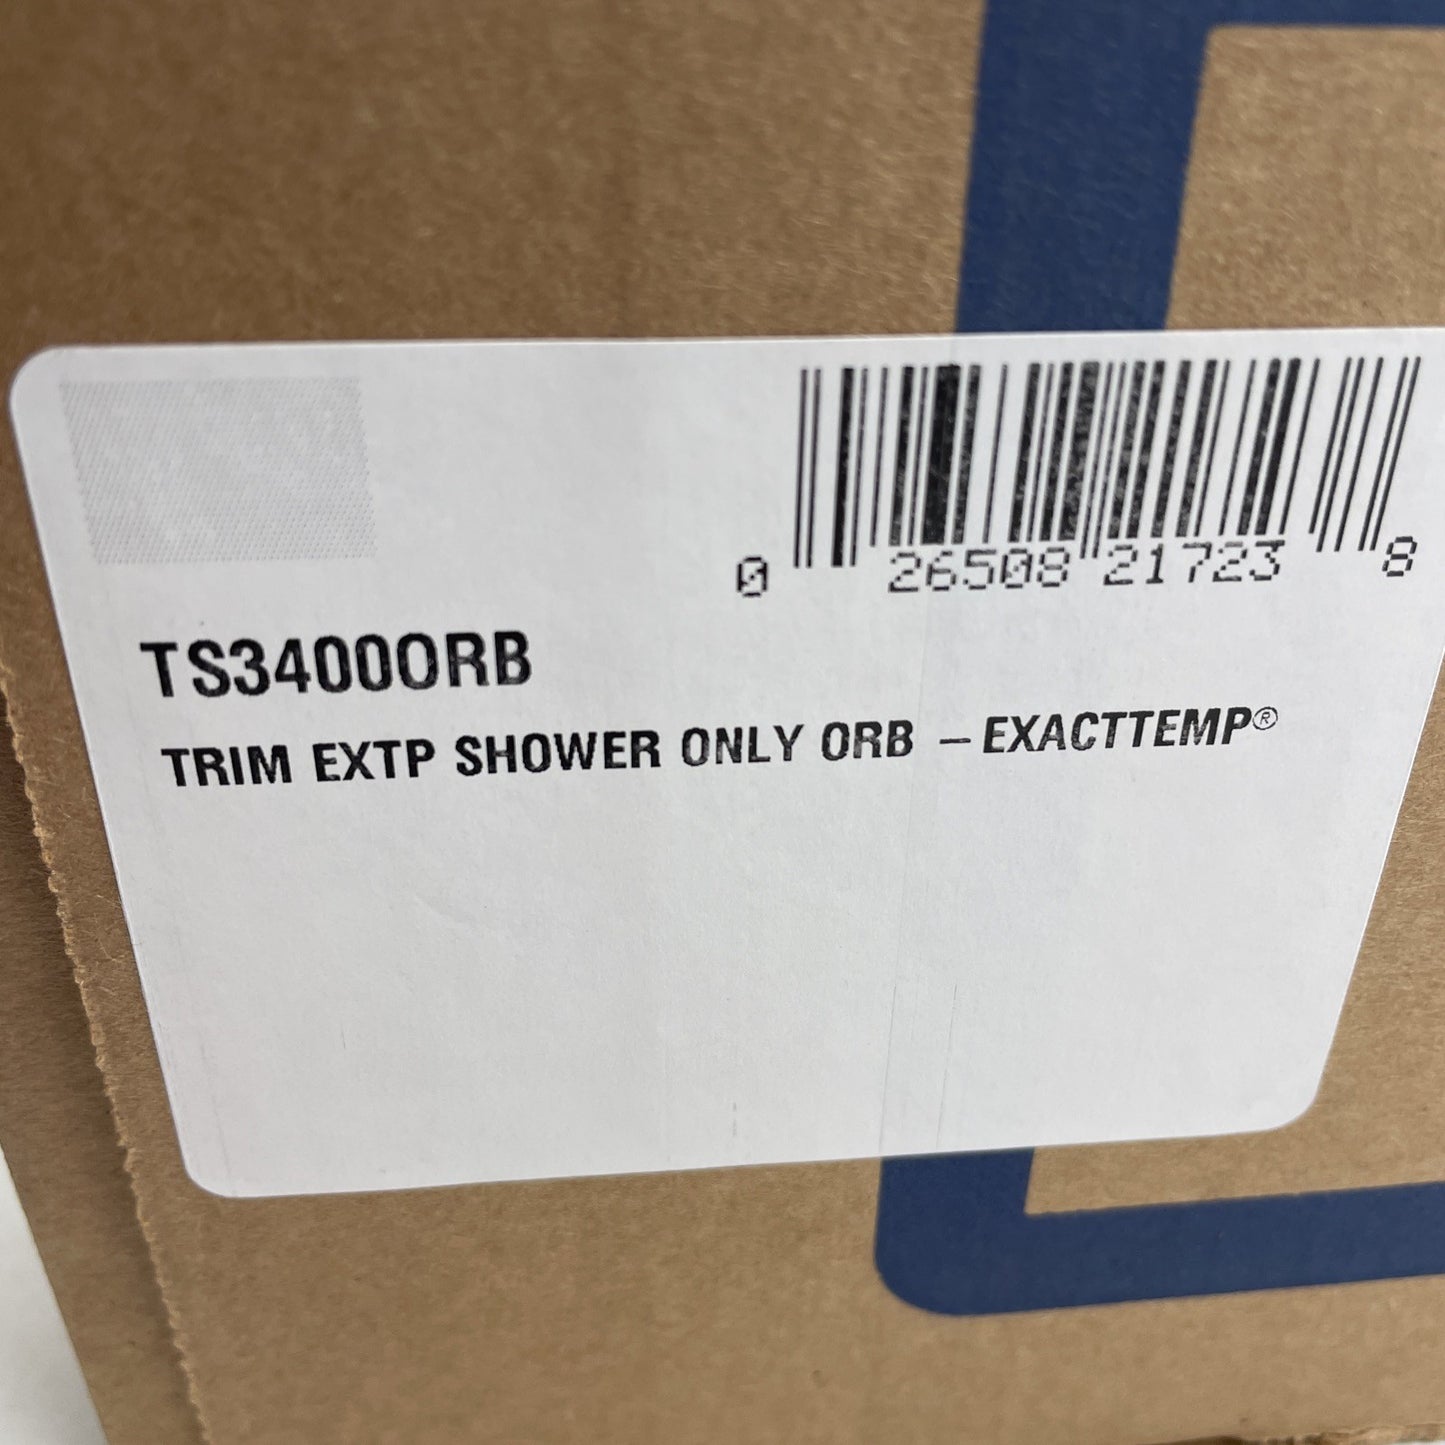 0 26508 21723 8
TS3400ORB
TRIM EXTP SHOWER ONLY ORB – EXACTTEMP®